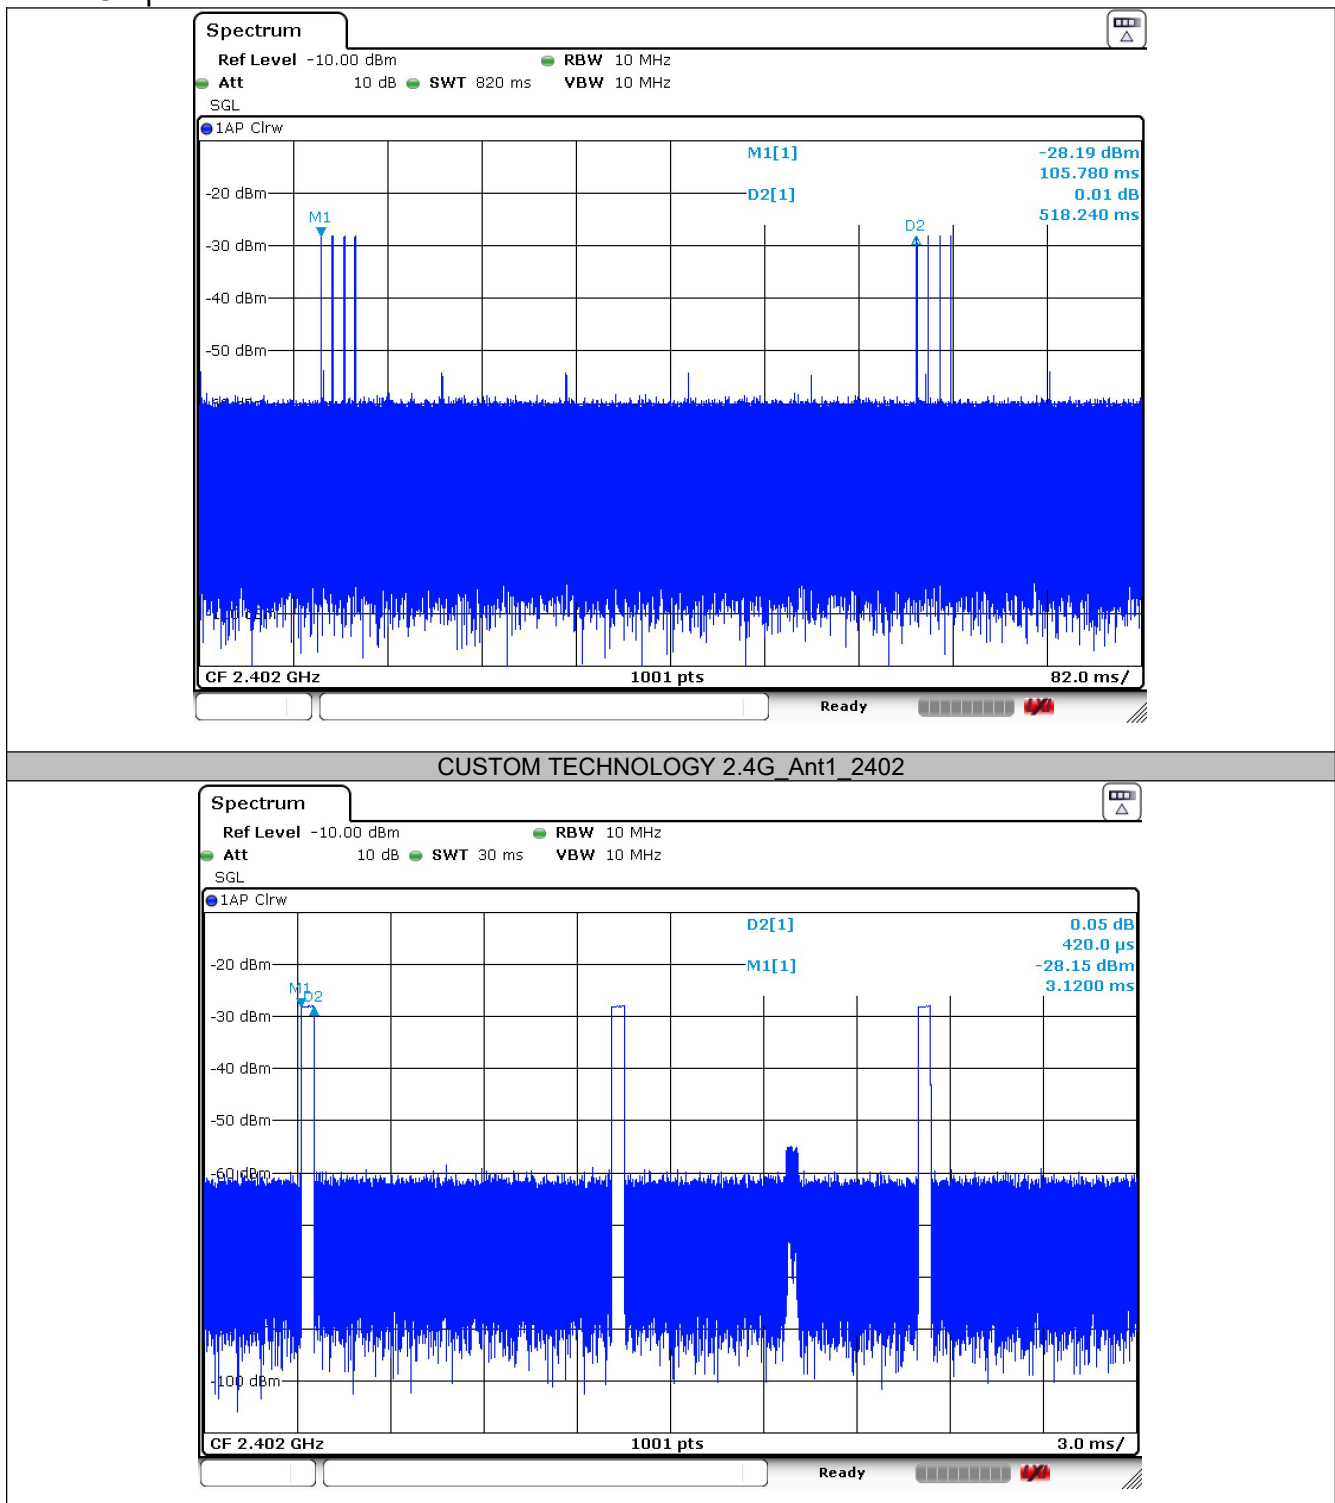 Spectrum
Ref Level -10.00 dBm RBW 10 MHz
Att 10 dB SWT 820 ms VBW 10 MHz
SGL
1AP Clrw
M1[1] -28.19 dBm
105.780 ms
-20 dBm D2[1] 0.01 dB
518.240 ms
M1
D2
-30 dBm
-40 dBm
-50 dBm
CF 2.402 GHz 1001 pts 82.0 ms/
Ready
CUSTOM TECHNOLOGY 2.4G_Ant1_2402
Spectrum
Ref Level -10.00 dBm RBW 10 MHz
Att 10 dB SWT 30 ms VBW 10 MHz
SGL
1AP Clrw
D2[1] 0.05 dB
420.0 µs
-20 dBm M1[1] -28.15 dBm
3.1200 ms
M1
D2
-30 dBm
-40 dBm
-50 dBm
-60 dBm
-100 dBm
CF 2.402 GHz 1001 pts 3.0 ms/
Ready